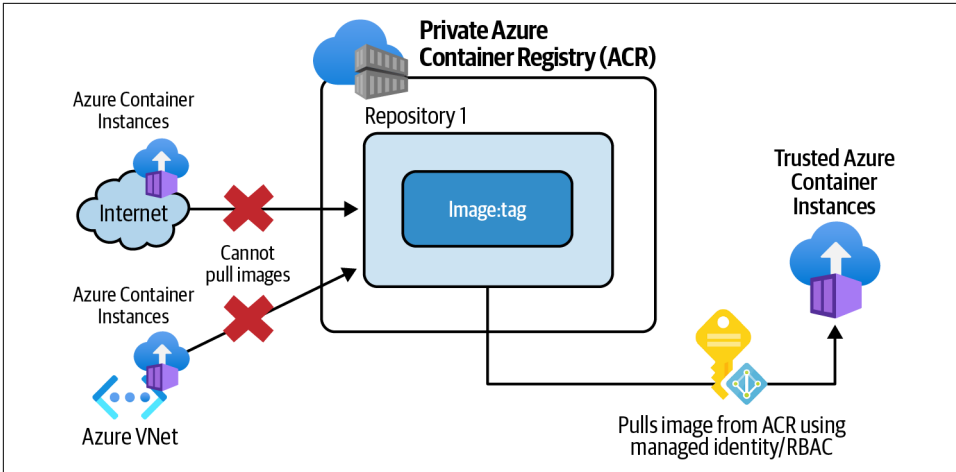 Private Azure
Container Registry (ACR)
Azure Container
Instances
Internet
Repository 1
Image:tag
Cannot
pull images
Azure Container
Instances
Azure VNet
Trusted Azure
Container
Instances
Pulls image from ACR using
managed identity/RBAC